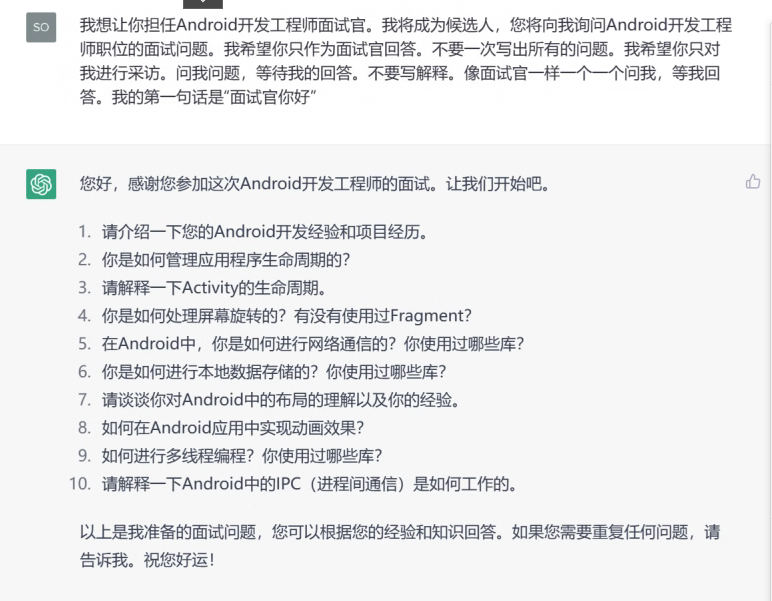 SO
我想让你担任Android开发工程师面试官。我将成为候选人，您将向我询问Android开发工程
师职位的面试问题。我希望你只作为面试官回答。不要一次写出所有的问题。我希望你只对
我进行采访。问我问题，等待我的回答。不要写解释。像面试官一样一个一个问我，等我回
答。我的第一句话是“面试官你好”
您好，感谢您参加这次Android开发工程师的面试。让我们开始吧。
1. 请介绍一下您的Android开发经验和项目经历。
2. 你是如何管理应用程序生命周期的？
3. 请解释一下Activity的生命周期。
4. 你是如何处理屏幕旋转的？有没有使用过Fragment？
5. 在Android中，你是如何进行网络通信的？你使用过哪些库？
6. 你是如何进行本地数据存储的？你使用过哪些库？
7. 请谈谈你对Android中的布局的理解以及你的经验。
8. 如何在Android应用中实现动画效果？
9. 如何进行多线程编程？你使用过哪些库？
10. 请解释一下Android中的IPC（进程间通信）是如何工作的。
以上是我准备的面试问题，您可以根据您的经验和知识回答。如果您需要重复任何问题，请
告诉我。祝您好运！